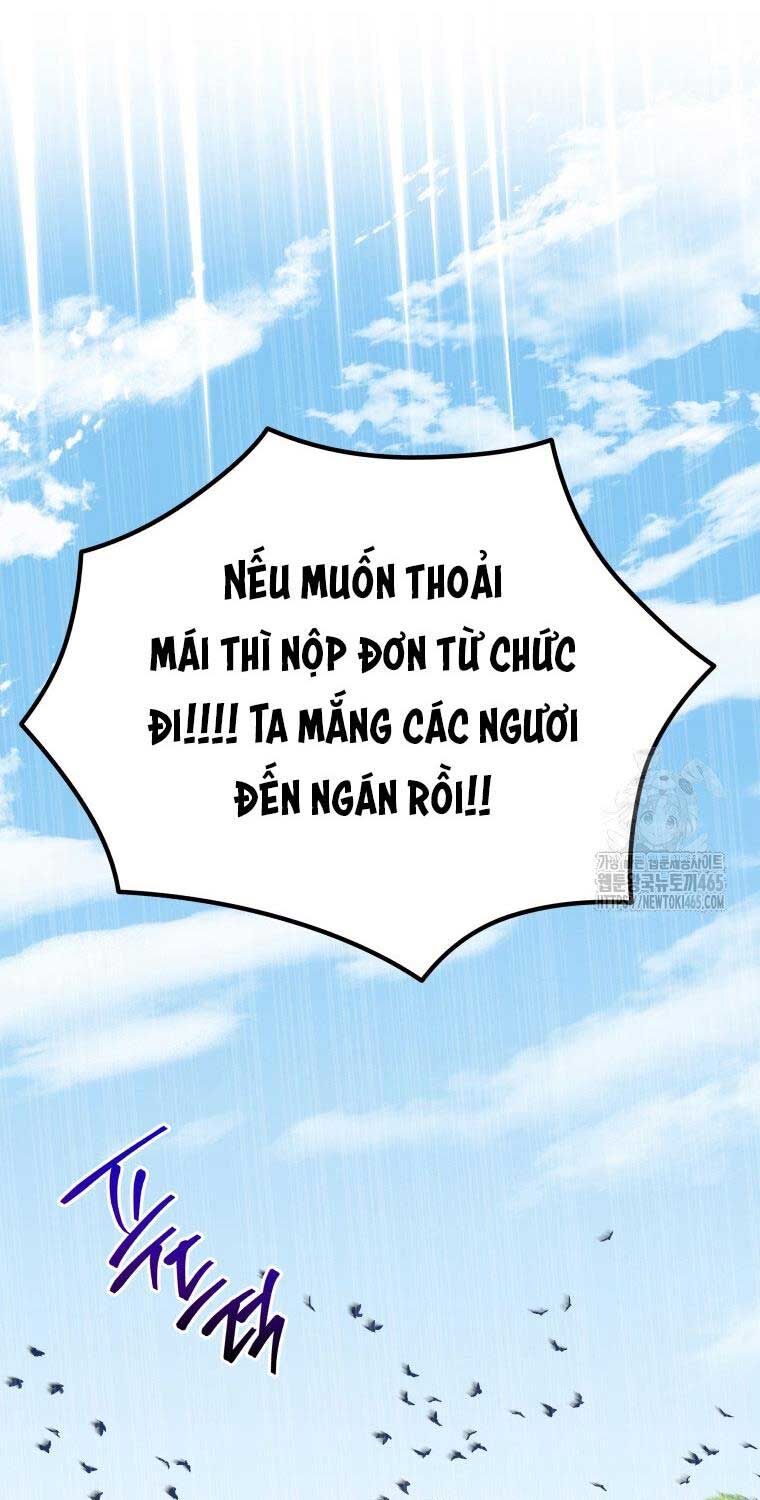 NẾU MUỐN THOẢI
MÁI THÌ NỘP ĐƠN TỪ CHỨC
ĐI!!!! TA MẮNG CÁC NGƯƠI
ĐẾN NGÁN RỒI!!
가장 빠른 웹툰제공사이트
웹툰왕국뉴토끼465
HTTPS://NEWTOKI465.COM